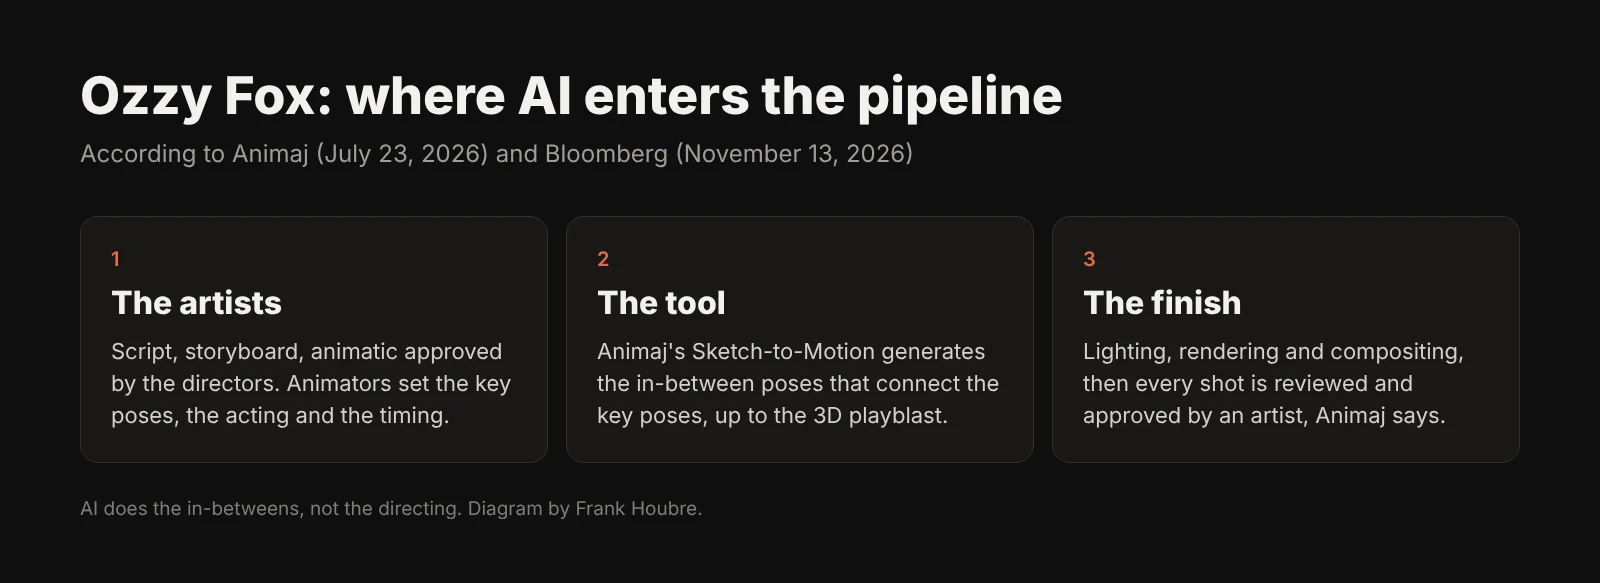 Ozzy Fox: where AI enters the pipeline
According to Animaj (July 23, 2026) and Bloomberg (November 13, 2026)
1
The artists
Script, storyboard, animatic approved
by the directors. Animators set the key
poses, the acting and the timing.
2
The tool
Animaj's Sketch-to-Motion generates
the in-between poses that connect the
key poses, up to the 3D playblast.
3
The finish
Lighting, rendering and compositing,
then every shot is reviewed and
approved by an artist, Animaj says.
AI does the in-betweens, not the directing. Diagram by Frank Houbre.